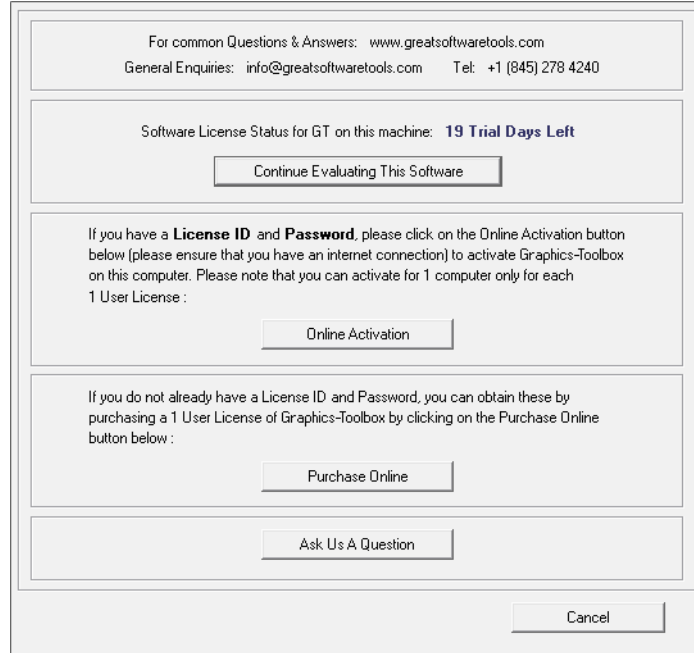 For common Questions & Answers: www.greatsoftwaretools.com
General Enquiries: info@greatsoftwaretools.com Tel: +1 (845) 278 4240
Software License Status for GT on this machine: 19 Trial Days Left
Continue Evaluating This Software
If you have a License ID and Password, please click on the Online Activation button
below (please ensure that you have an internet connection) to activate Graphics-Toolbox
on this computer. Please note that you can activate for 1 computer only for each
1 User License :
Online Activation
If you do not already have a License ID and Password, you can obtain these by
purchasing a 1 User License of Graphics-Toolbox by clicking on the Purchase Online
button below :
Purchase Online
Ask Us A Question
Cancel